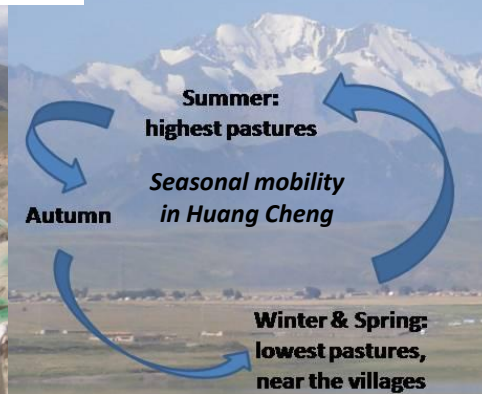 Summer:
highest pastures
Seasonal mobility
in Huang Cheng
Autumn
Winter & Spring:
lowest pastures,
near the villages